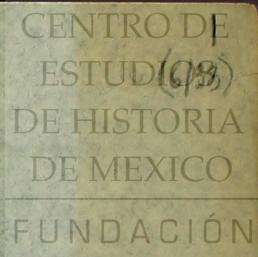 CENTRO DE
ESTUDIOS
DE HISTORIA
DE MEXICO
FUNDACIÓN